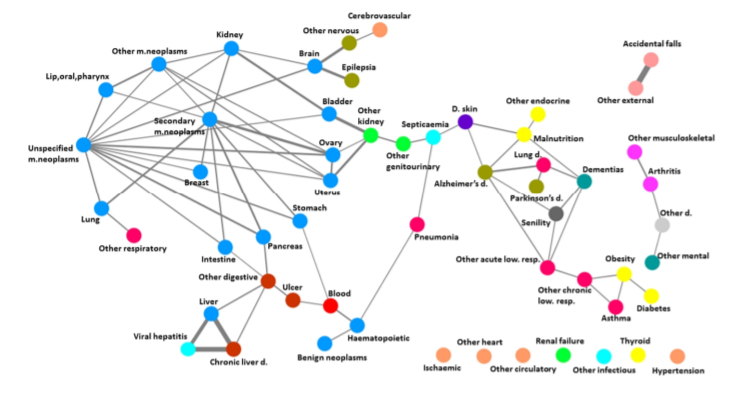 Cerebrovascular
Other nervous
Kidney
Accidental falls
Other m.neoplasms
Brain
Epilepsia
Lip,oral,pharynx
Other external
Bladder
Other
kidney
D. skin
Other endocrine
Secondary
m.neoplasms
Septicaemia
Malnutrition
Other musculoskeletal
Unspecified
m.neoplasms
Ovary
Other
genitourinary
Lung d.
Dementias
Arthritis
Breast
Uterus
Alzheimer's d.
Parkinson's d.
Stomach
Senility
Other d.
Lung
Other respiratory
Pancreas
Pneumonia
Intestine
Other acute low. resp.
Obesity
Other mental
Other digestive
Ulcer
Blood
Other chronic
low. resp.
Diabetes
Liver
Asthma
Viral hepatitis
Haematopoietic
Chronic liver d.
Benign neoplasms
Other heart
Renal failure
Thyroid
Ischaemic
Other circulatory
Other infectious
Hypertension